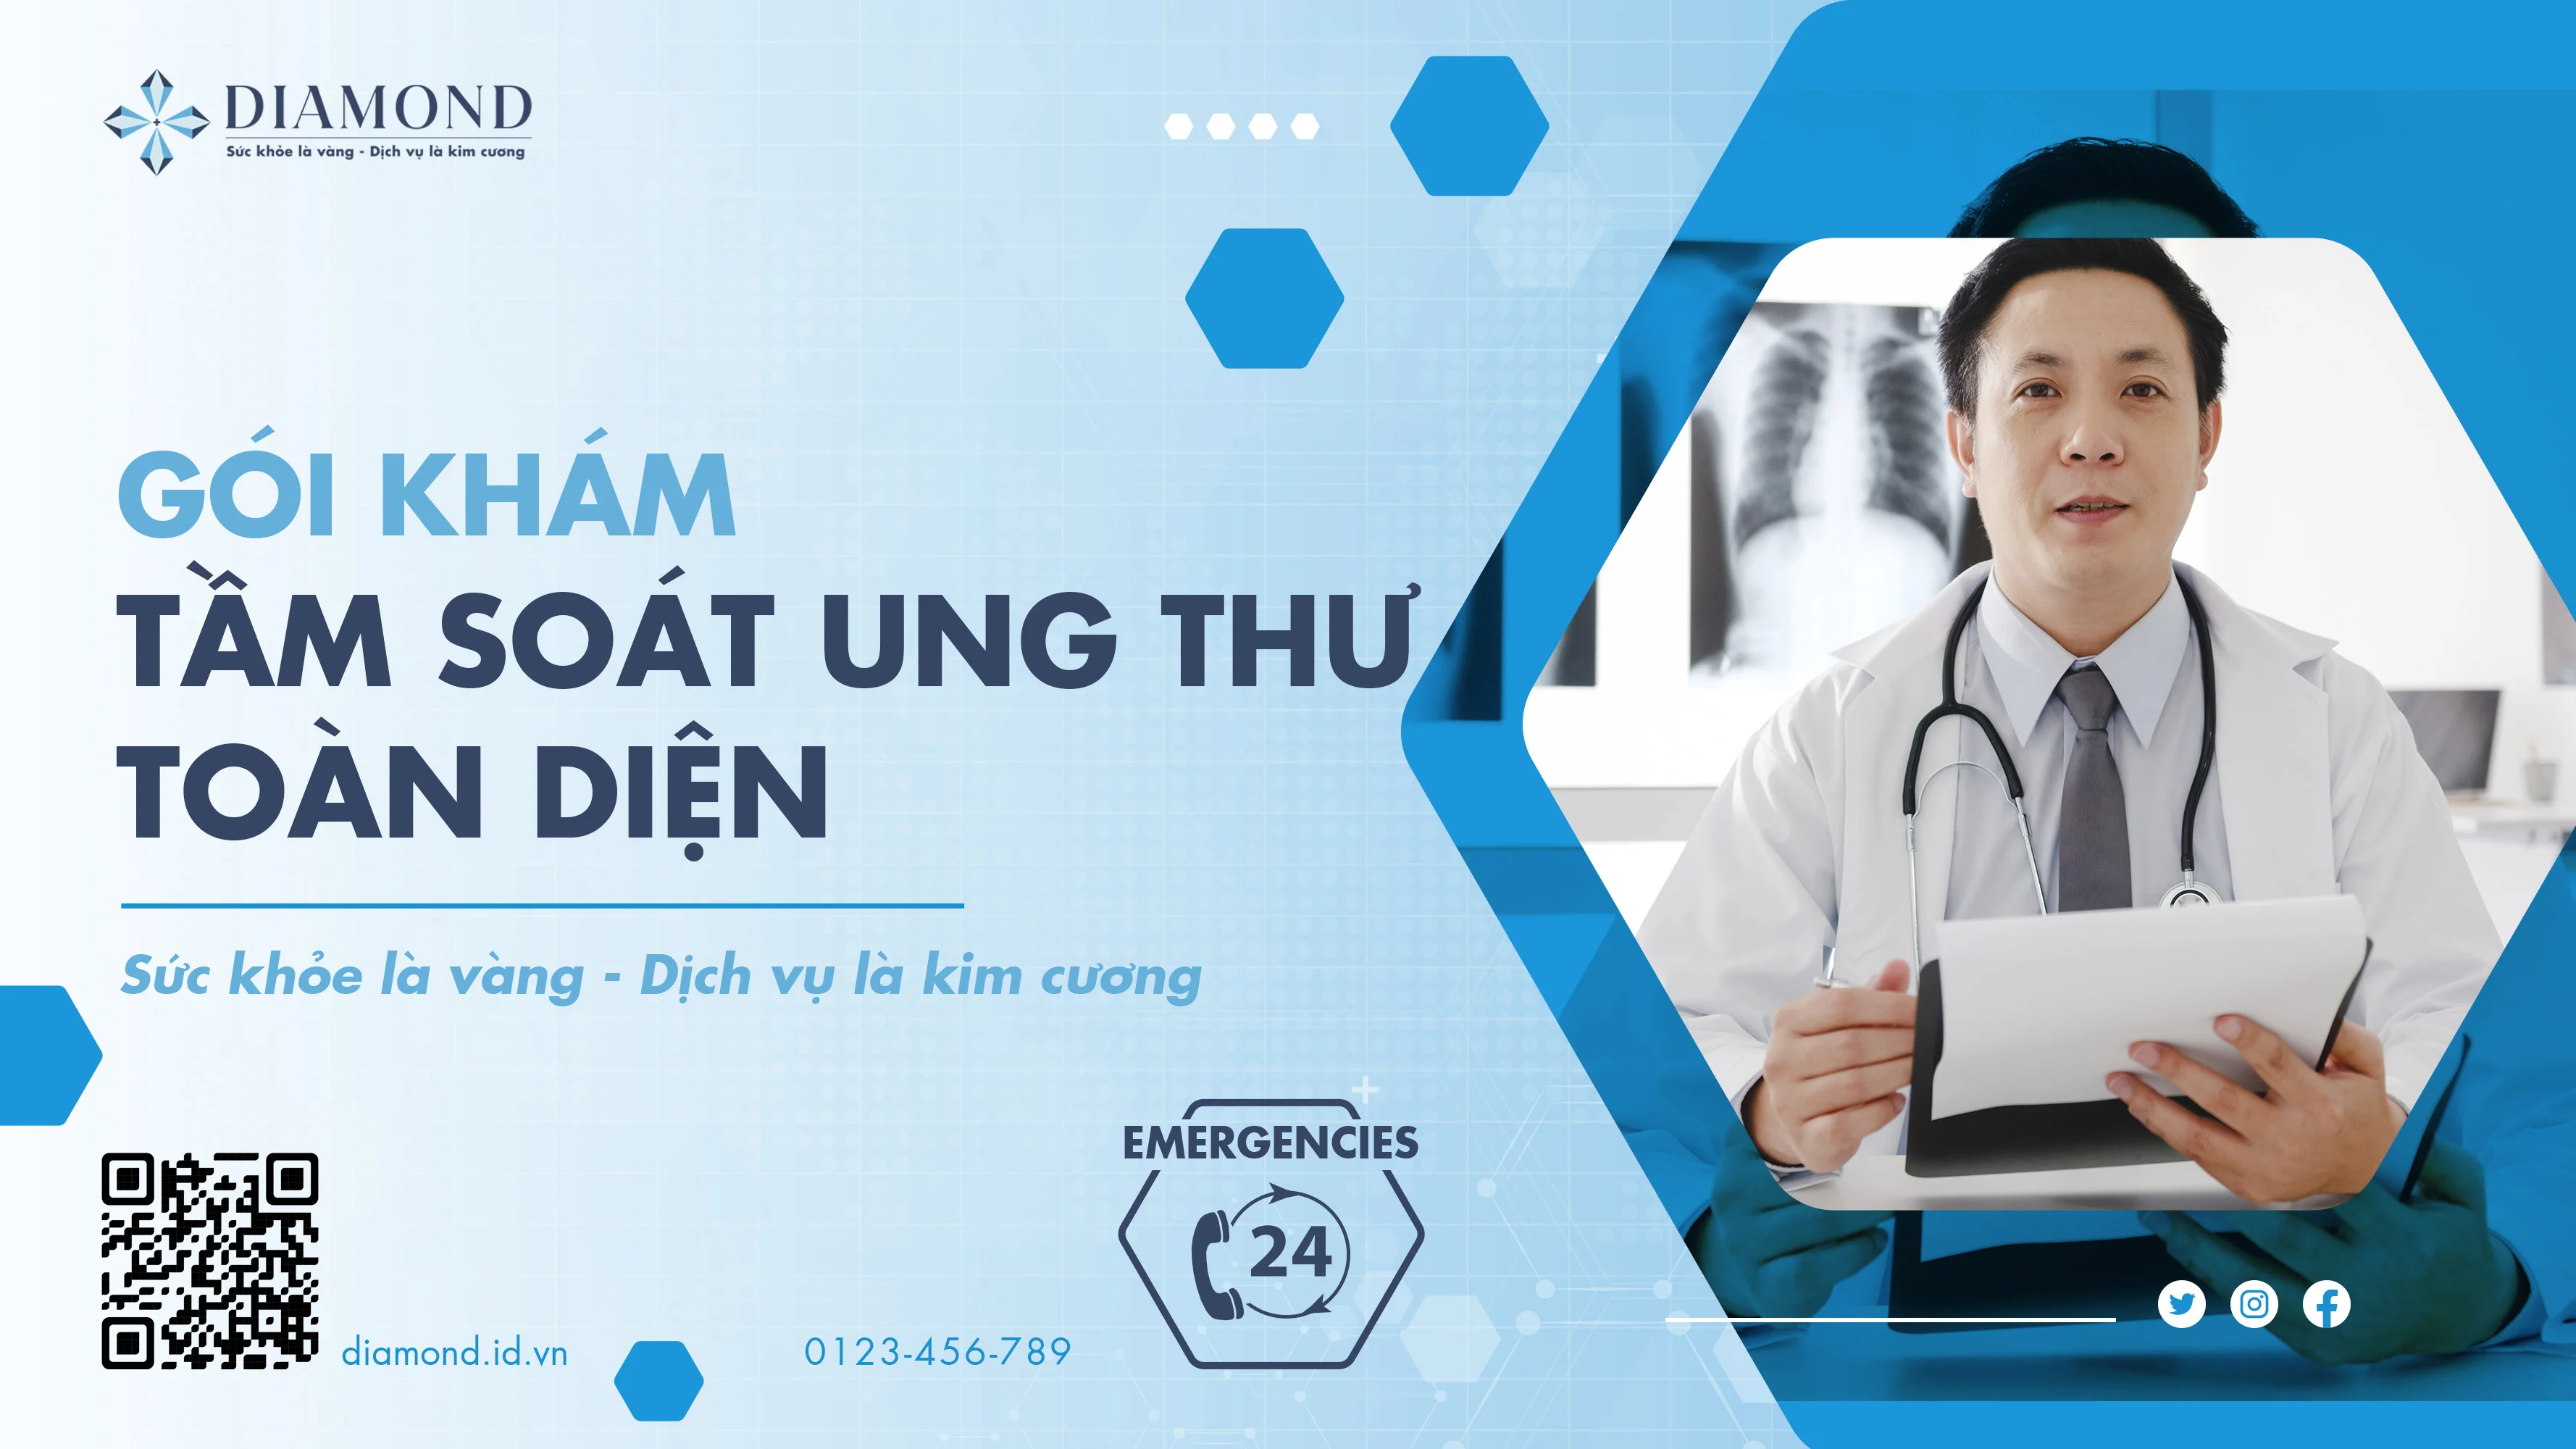 DIAMOND
Sức khỏe là vàng - Dịch vụ là kim cương
GÓI KHÁM
TẦM SOÁT UNG THƯ
TOÀN DIỆN
Sức khỏe là vàng - Dịch vụ là kim cương
EMERGENCIES
24
diamond.id.vn
0123-456-789